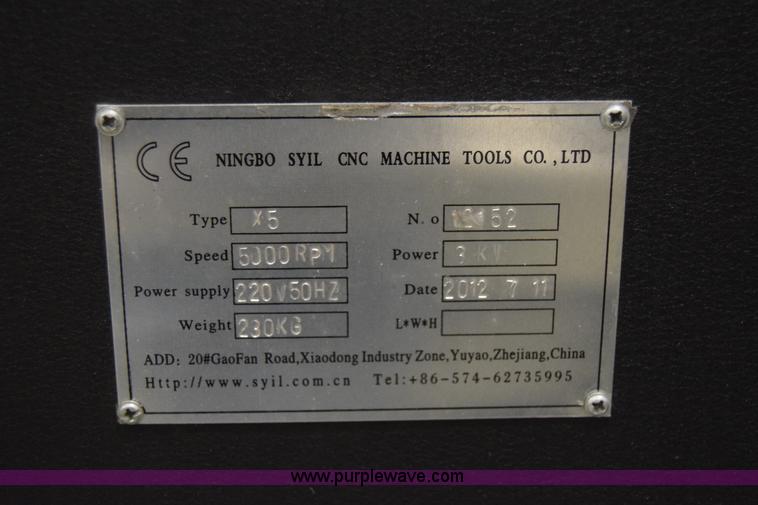 CE NINGBO SYIL CNC MACHINE TOOLS CO., LTD
Type X5 N. o
Speed 5000RPM Power 3 KV
Power supply 220V50HZ Date 2012 7 11
Weight 230KG L*W*H
ADD: 20#GaoFan Road,Xiaodong Industry Zone,Yuyao,Zhejiang,China
Http://www.syil.com.cn Tel:+86-574-62735995
www.purplewave.com